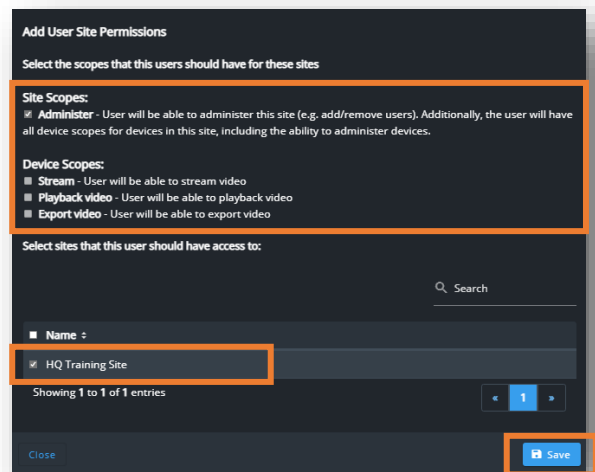 Add User Site Permissions
Select the scopes that this users should have for these sites
Site Scopes:
Administer - User will be able to administer this site (e.g. add/remove users). Additionally, the user will have
all device scopes for devices in this site, including the ability to administer devices.
Device Scopes:
Stream - User will be able to stream video
Playback video - User will be able to playback video
Export video - User will be able to export video
Select sites that this user should have access to:
Search
Name
HQ Training Site
Showing 1 to 1 of 1 entries
« 1 »
Close
Save